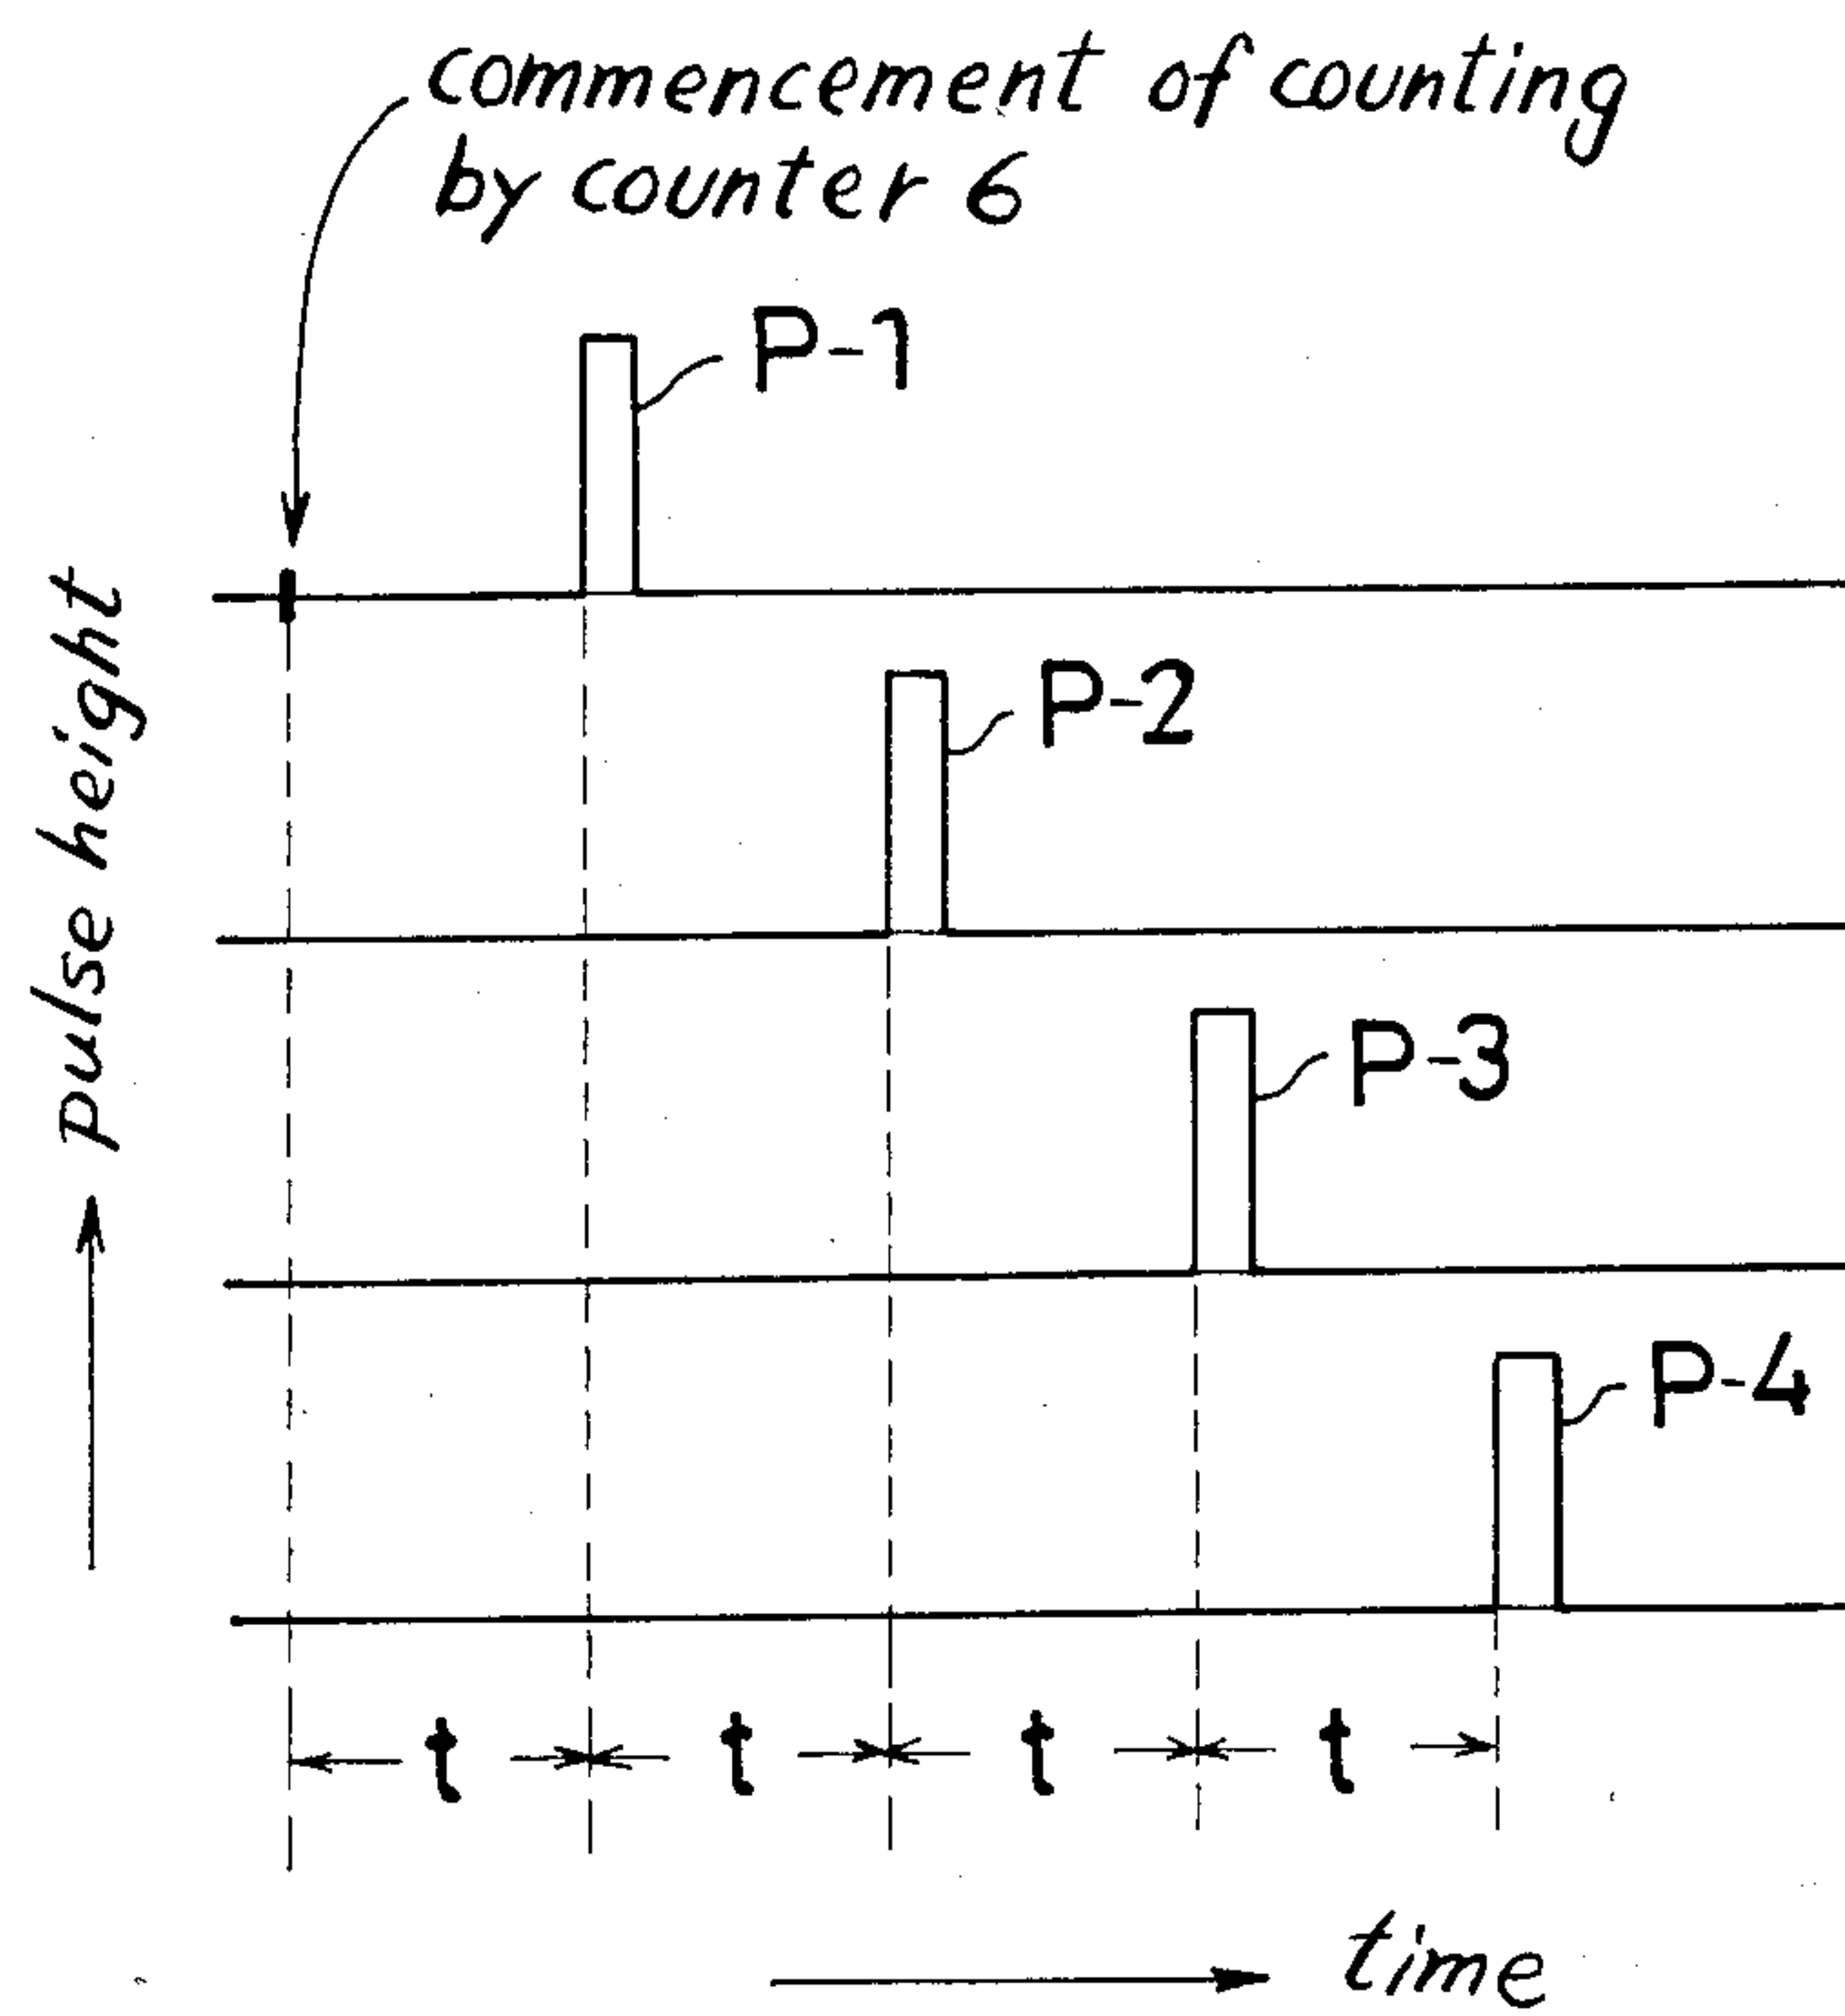 commencement of counting
by counter 6
P-1
P-2
P-3
P-4
pulse height
t t t t
time